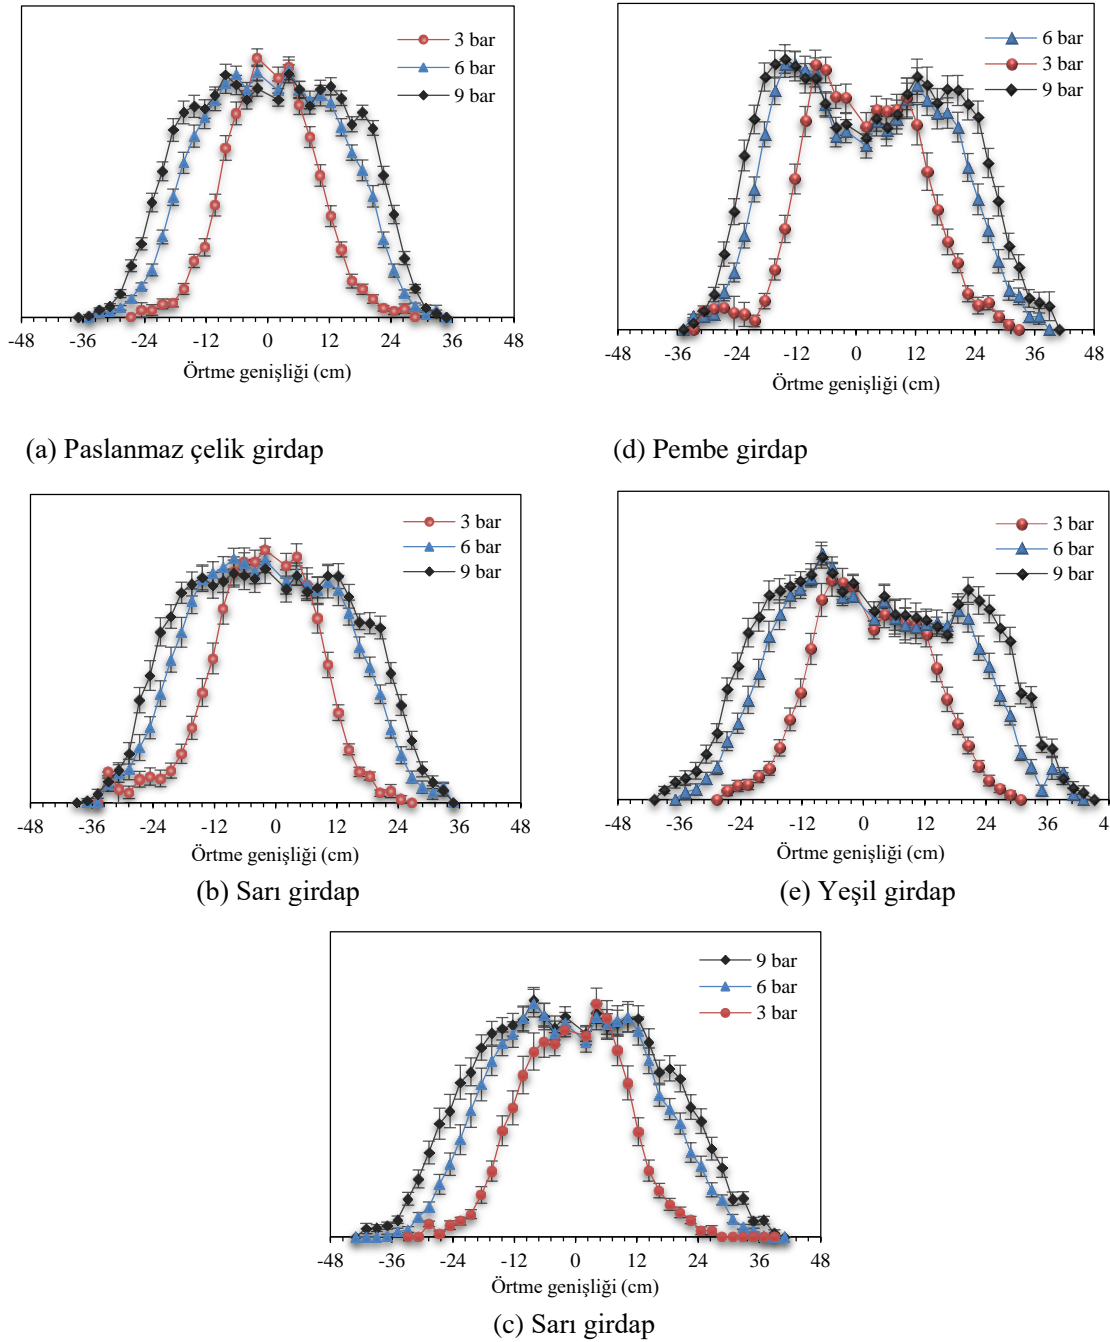 3 bar
6 bar
9 bar
-48 -36 -24 -12 0 12 24 36 48
Örtme genişliği (cm)
(a) Paslanmaz çelik girdap
6 bar
3 bar
9 bar
-48 -36 -24 -12 0 12 24 36 48
Örtme genişliği (cm)
(d) Pembe girdap
3 bar
6 bar
9 bar
-48 -36 -24 -12 0 12 24 36 48
Örtme genişliği (cm)
(b) Sarı girdap
3 bar
6 bar
9 bar
-48 -36 -24 -12 0 12 24 36 4
Örtme genişliği (cm)
(e) Yeşil girdap
9 bar
6 bar
3 bar
-48 -36 -24 -12 0 12 24 36 48
Örtme genişliği (cm)
(c) Sarı girdap